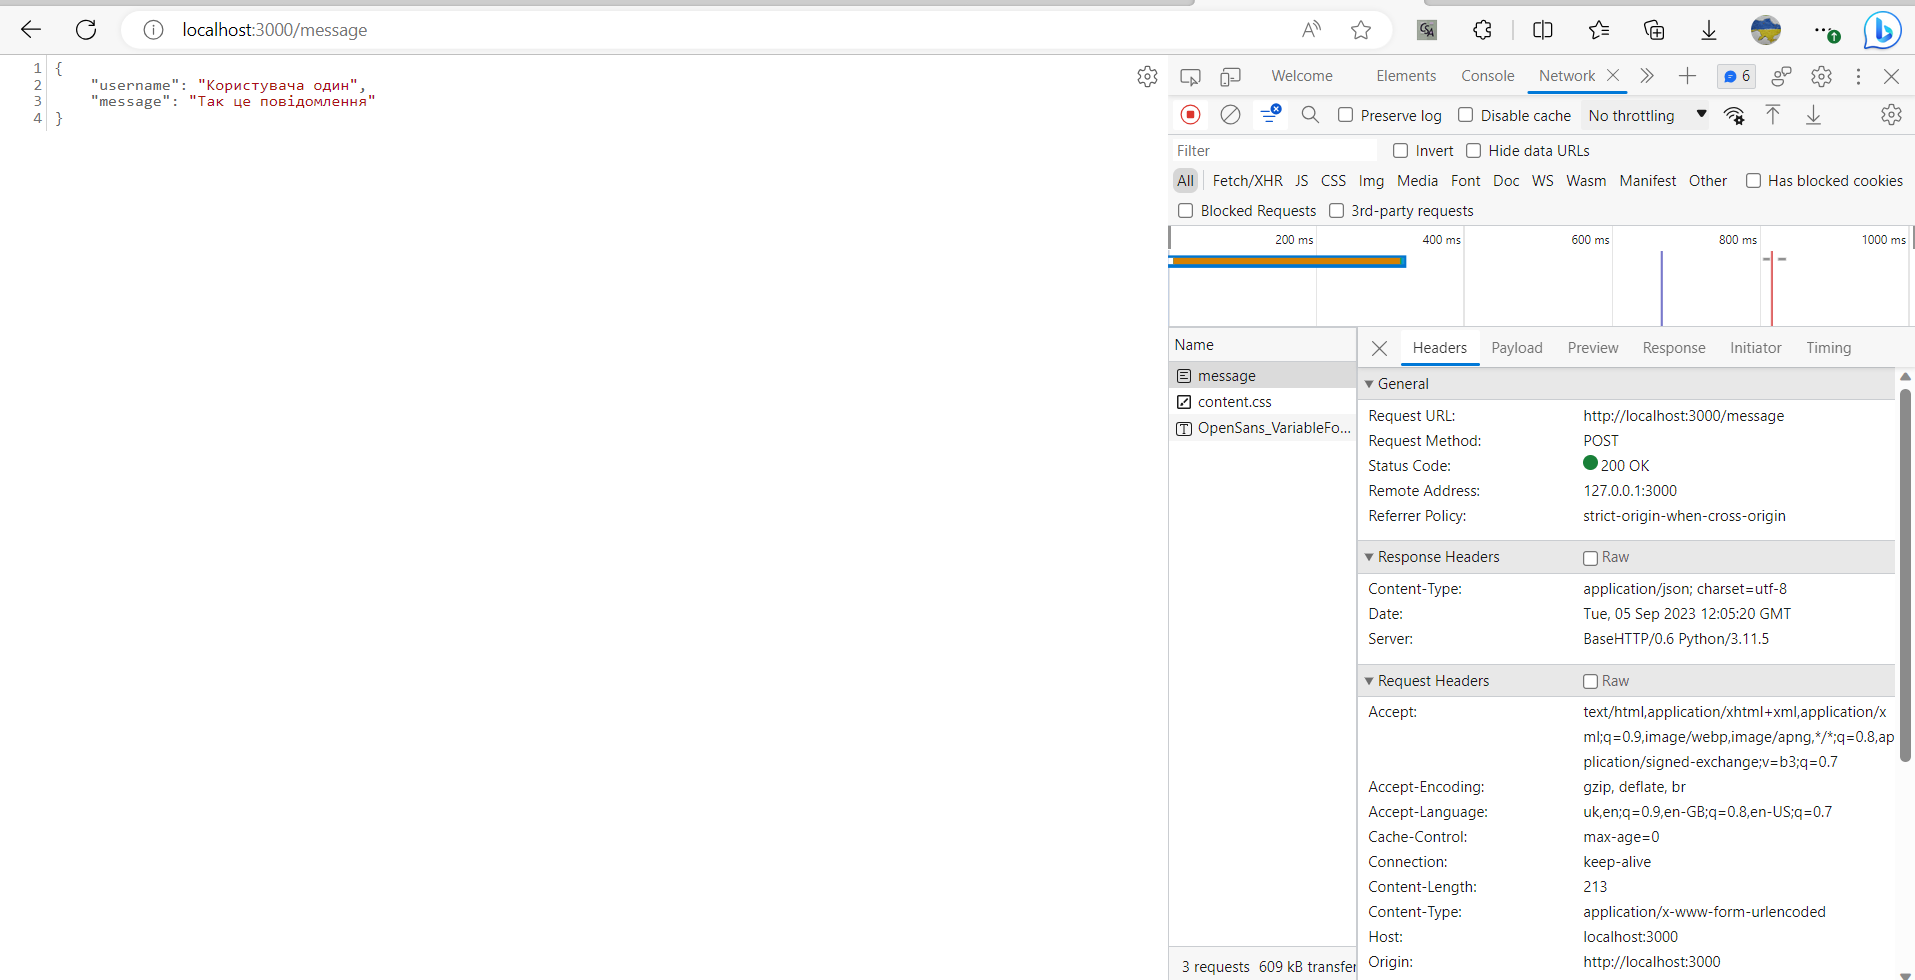 localhost:3000/message
1 {
2 "username": "Користувача один",
3 "message": "Так це повідомлення"
4 }
Welcome Elements Console Network 6
Preserve log Disable cache No throttling
Filter Invert Hide data URLs
All Fetch/XHR JS CSS Img Media Font Doc WS Wasm Manifest Other Has blocked cookies
Blocked Requests 3rd-party requests
200 ms 400 ms 600 ms 800 ms 1000 ms
Name
message
content.css
OpenSans_VariableFo...
3 requests 609 kB transfer
Headers Payload Preview Response Initiator Timing
General
Request URL: http://localhost:3000/message
Request Method: POST
Status Code: 200 OK
Remote Address: 127.0.0.1:3000
Referrer Policy: strict-origin-when-cross-origin
Response Headers Raw
Content-Type: application/json; charset=utf-8
Date: Tue, 05 Sep 2023 12:05:20 GMT
Server: BaseHTTP/0.6 Python/3.11.5
Request Headers Raw
Accept: text/html,application/xhtml+xml,application/x
ml;q=0.9,image/webp,image/apng,*/*;q=0.8,ap
plication/signed-exchange;v=b3;q=0.7
Accept-Encoding: gzip, deflate, br
Accept-Language: uk,en;q=0.9,en-GB;q=0.8,en-US;q=0.7
Cache-Control: max-age=0
Connection: keep-alive
Content-Length: 213
Content-Type: application/x-www-form-urlencoded
Host: localhost:3000
Origin: http://localhost:3000